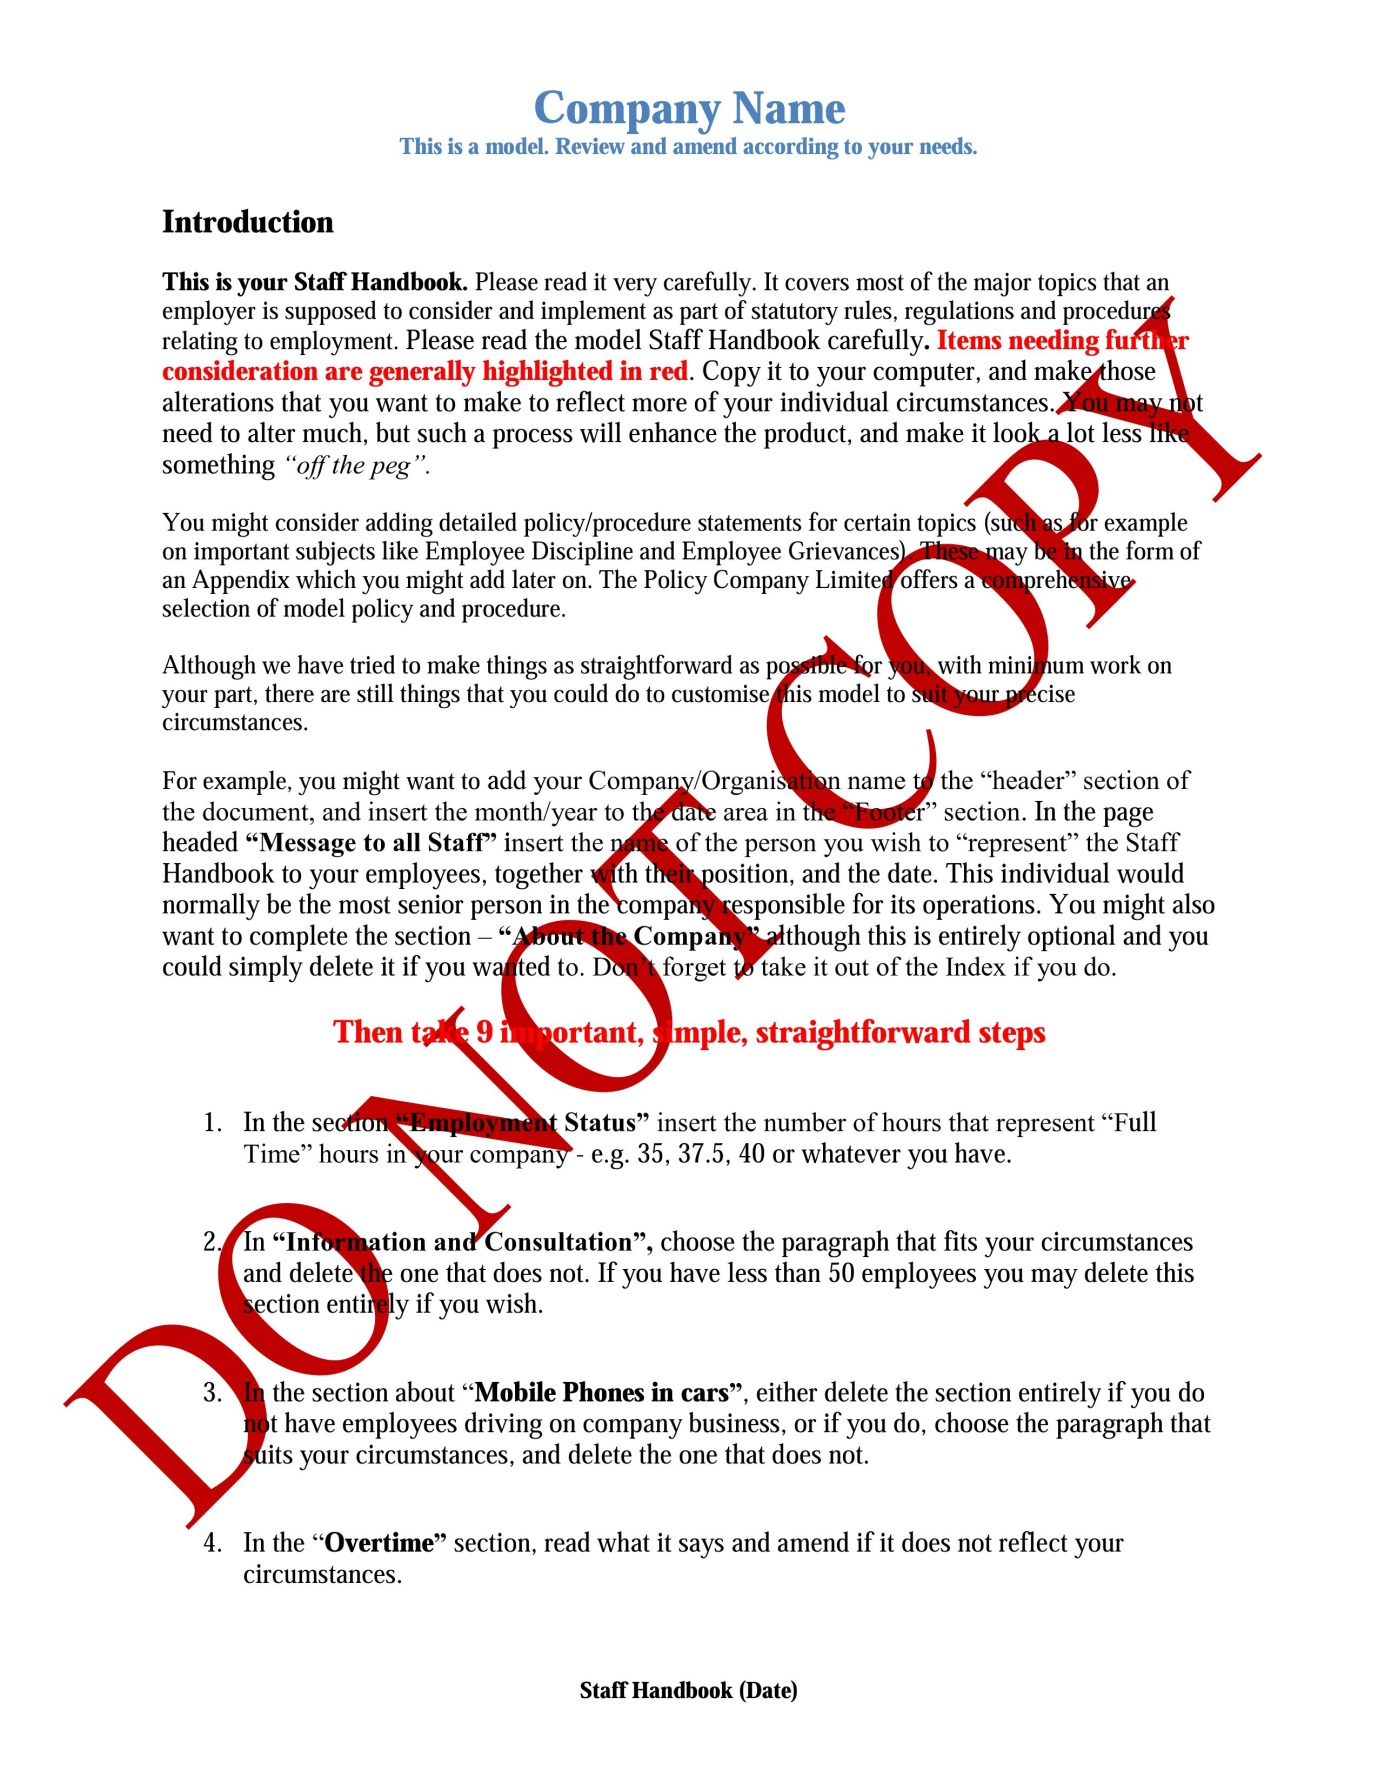 Company Name
This is a model. Review and amend according to your needs.
Introduction
This is your Staff Handbook. Please read it very carefully. It covers most of the major topics that an
employer is supposed to consider and implement as part of statutory rules, regulations and procedures
relating to employment. Please read the model Staff Handbook carefully. Items needing further
consideration are generally highlighted in red. Copy it to your computer, and make those
alterations that you want to make to reflect more of your individual circumstances. You may not
need to alter much, but such a process will enhance the product, and make it look a lot less like
something “off the peg”.
You might consider adding detailed policy/procedure statements for certain topics (such as for example
on important subjects like Employee Discipline and Employee Grievances). These may be in the form of
an Appendix which you might add later on. The Policy Company Limited offers a comprehensive
selection of model policy and procedure.
Although we have tried to make things as straightforward as possible for you, with minimum work on
your part, there are still things that you could do to customise this model to suit your precise
circumstances.
For example, you might want to add your Company/Organisation name to the “header” section of
the document, and insert the month/year to the date area in the “Footer” section. In the page
headed “Message to all Staff” insert the name of the person you wish to “represent” the Staff
Handbook to your employees, together with their position, and the date. This individual would
normally be the most senior person in the company responsible for its operations. You might also
want to complete the section – “About the Company” although this is entirely optional and you
could simply delete it if you wanted to. Don’t forget to take it out of the Index if you do.
Then take 9 important, simple, straightforward steps
1. In the section “Employment Status” insert the number of hours that represent “Full
Time” hours in your company - e.g. 35, 37.5, 40 or whatever you have.
2. In “Information and Consultation”, choose the paragraph that fits your circumstances
and delete the one that does not. If you have less than 50 employees you may delete this
section entirely if you wish.
3. In the section about “Mobile Phones in cars”, either delete the section entirely if you do
not have employees driving on company business, or if you do, choose the paragraph that
suits your circumstances, and delete the one that does not.
4. In the “Overtime” section, read what it says and amend if it does not reflect your
circumstances.
Staff Handbook (Date)
DO NOT COPY